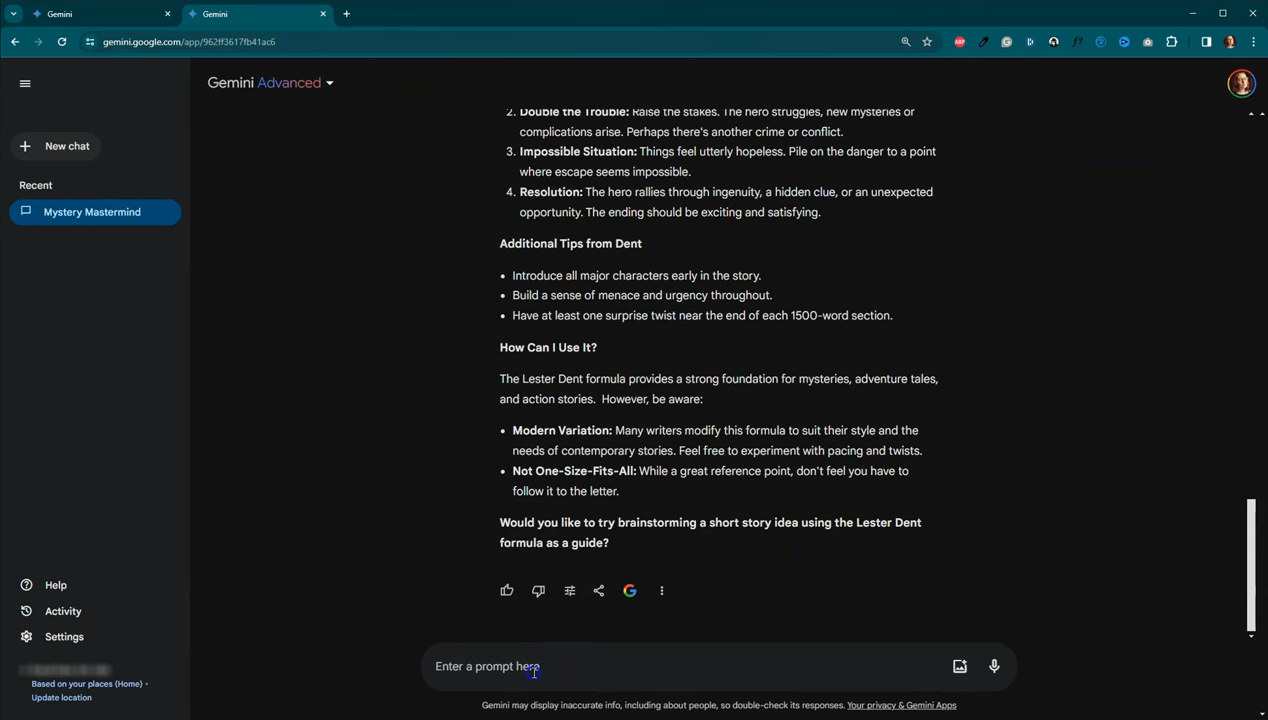 Gemini
Gemini
gemini.google.com/app/962ff3617fb41ac6
Gemini Advanced
New chat
Recent
Mystery Mastermind
2. Double the Trouble: Raise the stakes. The hero struggles, new mysteries or
complications arise. Perhaps there's another crime or conflict.
3. Impossible Situation: Things feel utterly hopeless. Pile on the danger to a point
where escape seems impossible.
4. Resolution: The hero rallies through ingenuity, a hidden clue, or an unexpected
opportunity. The ending should be exciting and satisfying.
Additional Tips from Dent
• Introduce all major characters early in the story.
• Build a sense of menace and urgency throughout.
• Have at least one surprise twist near the end of each 1500-word section.
How Can I Use It?
The Lester Dent formula provides a strong foundation for mysteries, adventure tales,
and action stories. However, be aware:
• Modern Variation: Many writers modify this formula to suit their style and the
needs of contemporary stories. Feel free to experiment with pacing and twists.
• Not One-Size-Fits-All: While a great reference point, don't feel you have to
follow it to the letter.
Would you like to try brainstorming a short story idea using the Lester Dent
formula as a guide?
Help
Activity
Settings
Based on your places (Home) •
Update location
Enter a prompt here
Gemini may display inaccurate info, including about people, so double-check its responses. Your privacy & Gemini Apps